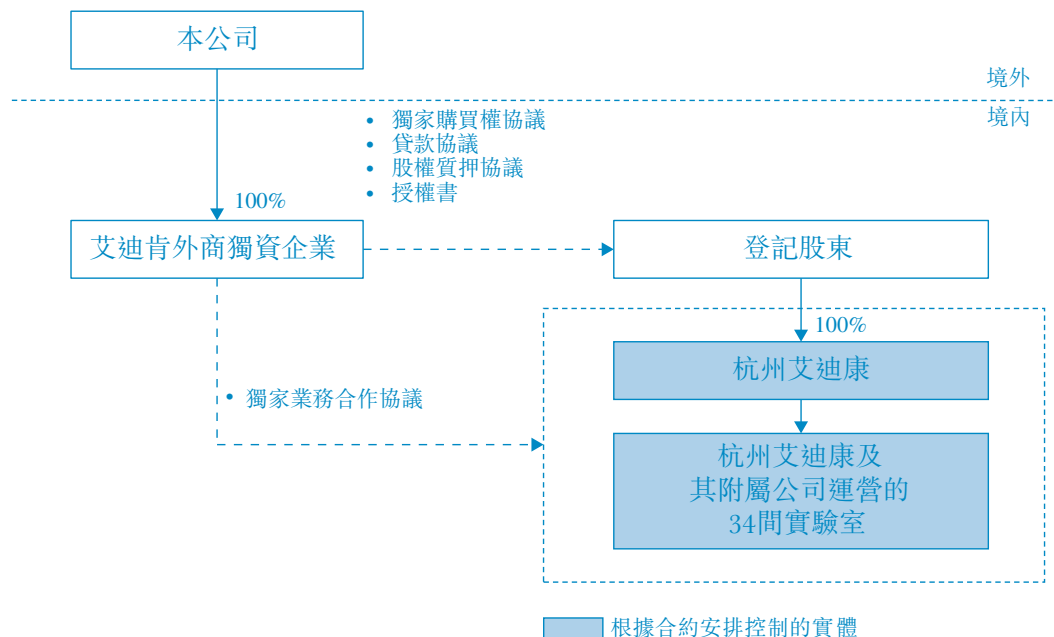 本公司
境外
境內
• 獨家購買權協議
• 貸款協議
• 股權質押協議
• 授權書
100%
艾迪肯外商獨資企業
登記股東
100%
杭州艾迪康
• 獨家業務合作協議
杭州艾迪康及
其附屬公司運營的
34間實驗室
根據合約安排控制的實體